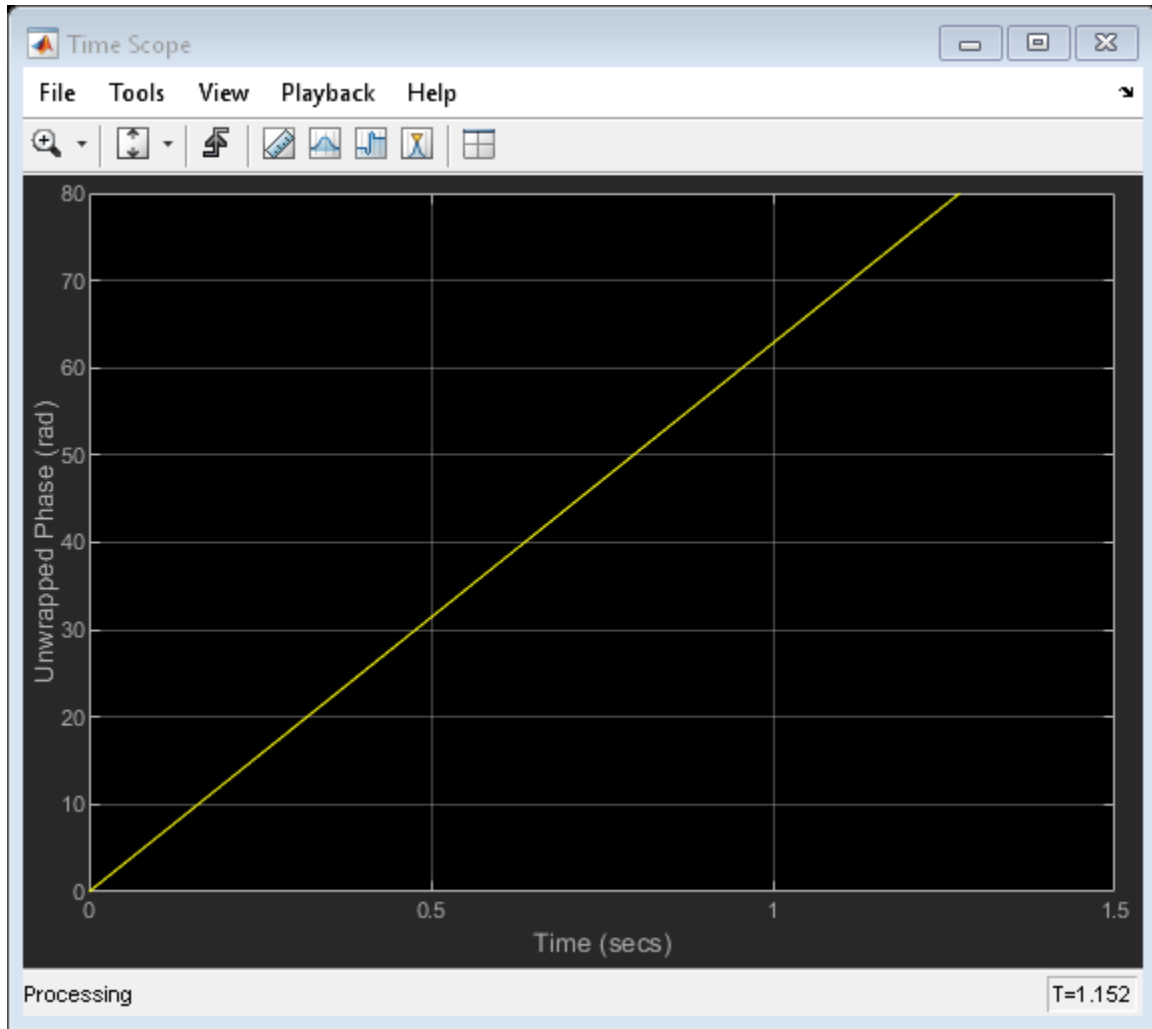 Time Scope
File Tools View Playback Help
80
70
60
50
40
30
20
10
0
Unwrapped Phase (rad)
0 0.5 1 1.5
Time (secs)
Processing T=1.152